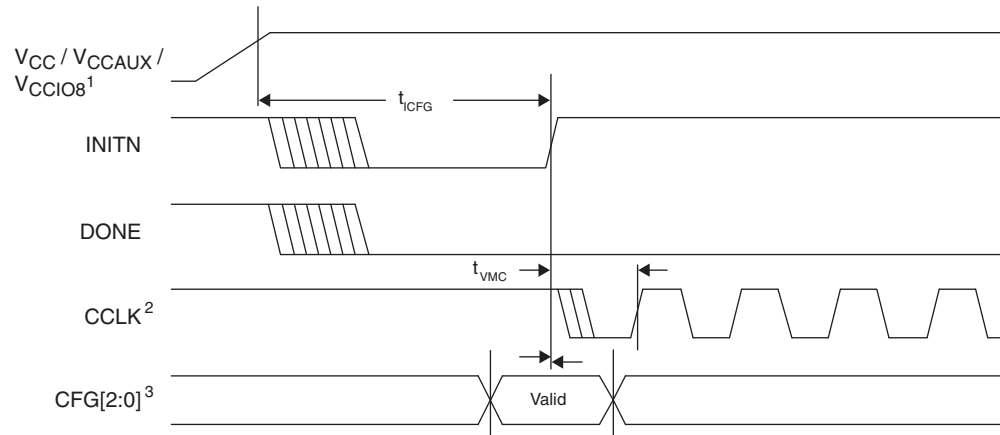 VCC / VCCAUX /
VCCIO8¹
tICFG
INITN
DONE
tVMC
CCLK²
CFG[2:0]³
Valid